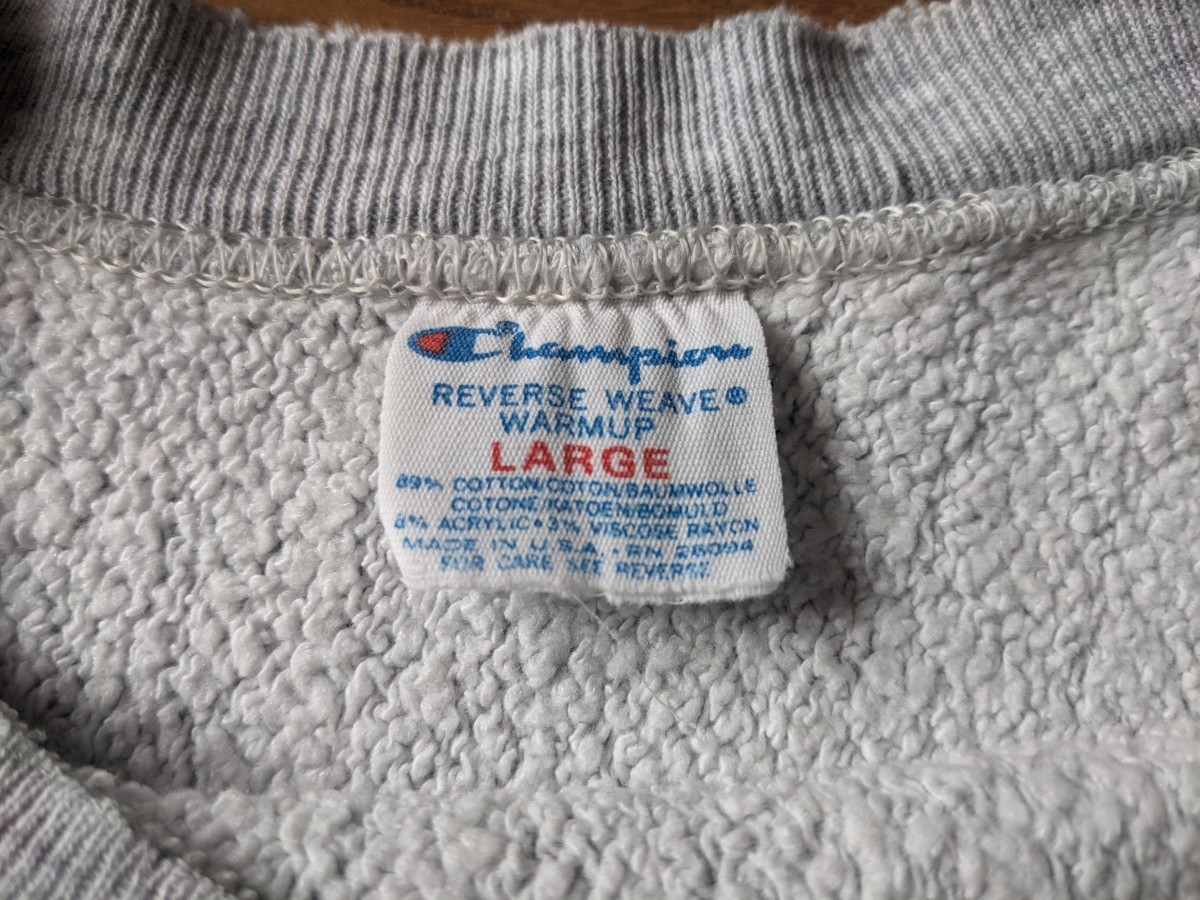 Champion
REVERSE WEAVE®
WARMUP
LARGE
89% COTTON/COTON/BAUMWOLLE
COTONE/KATOEN/BOMULD
8% ACRYLIC • 3% VISCOSE RAYON
MADE IN U.S.A. • RN 26094
FOR CARE SEE REVERSE